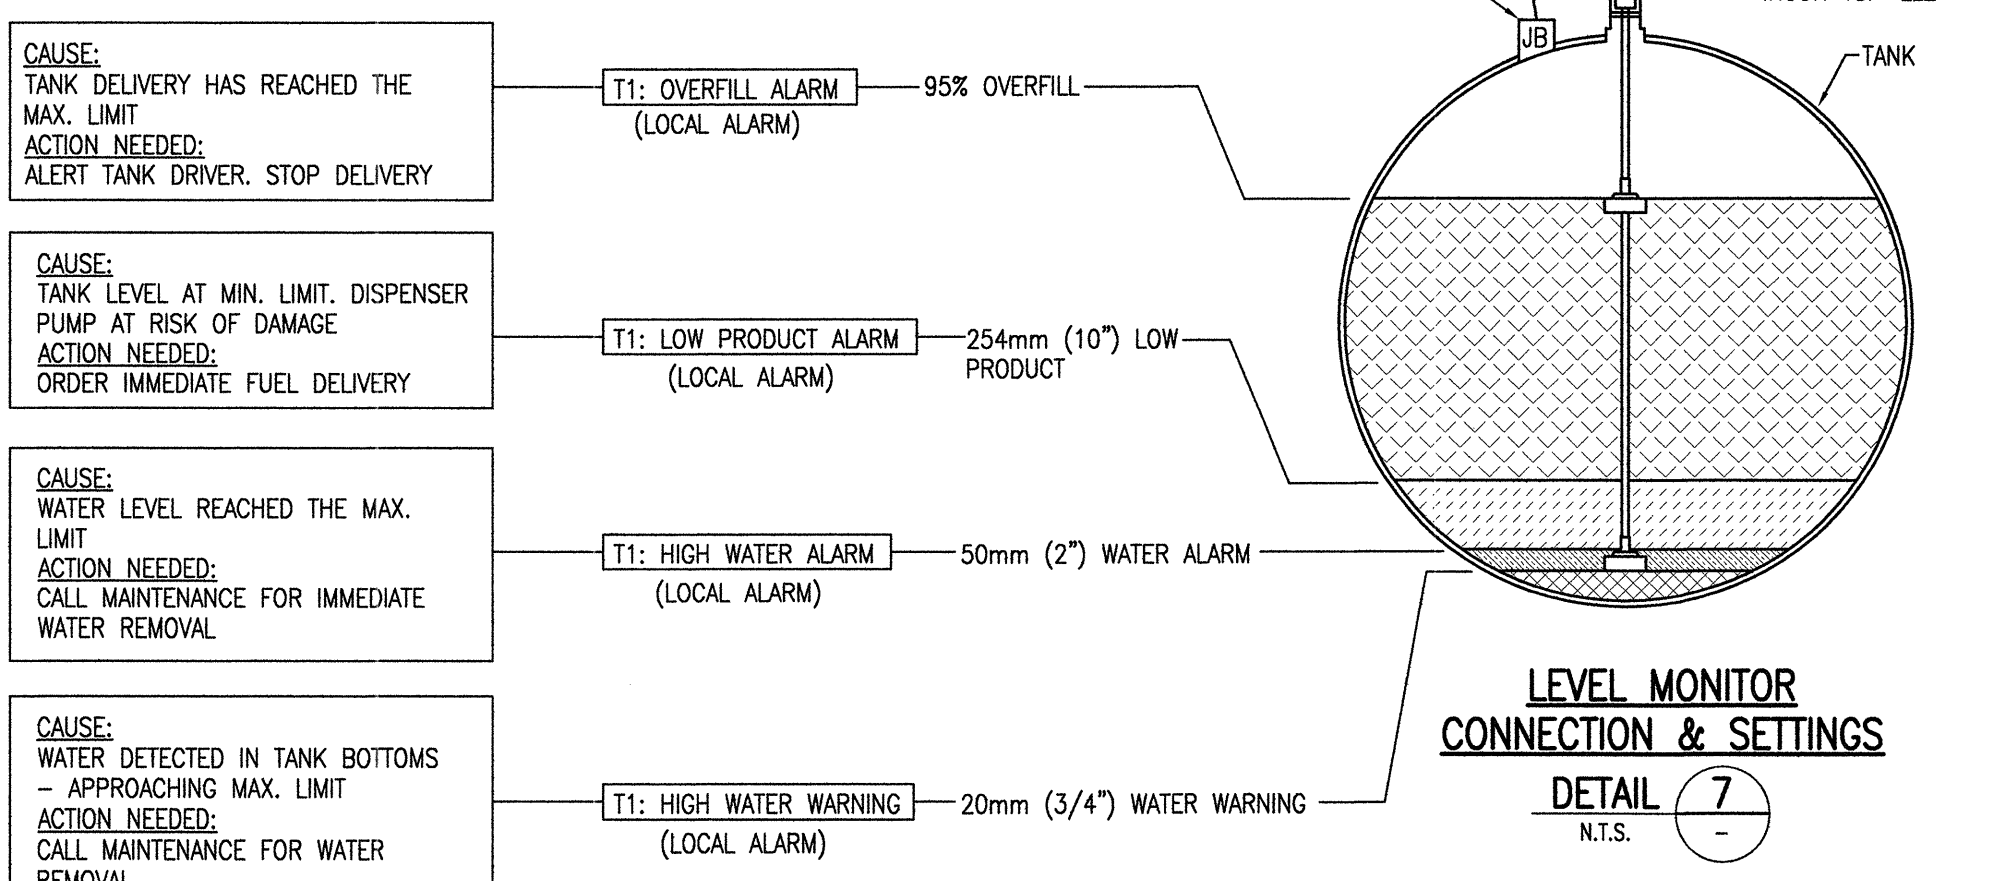 CAUSE:
TANK DELIVERY HAS REACHED THE
MAX. LIMIT
ACTION NEEDED:
ALERT TANK DRIVER. STOP DELIVERY
T1: OVERFILL ALARM
(LOCAL ALARM)
95% OVERFILL
JB
TANK
CAUSE:
TANK LEVEL AT MIN. LIMIT. DISPENSER
PUMP AT RISK OF DAMAGE
ACTION NEEDED:
ORDER IMMEDIATE FUEL DELIVERY
T1: LOW PRODUCT ALARM
(LOCAL ALARM)
254mm (10") LOW
PRODUCT
CAUSE:
WATER LEVEL REACHED THE MAX.
LIMIT
ACTION NEEDED:
CALL MAINTENANCE FOR IMMEDIATE
WATER REMOVAL
T1: HIGH WATER ALARM
(LOCAL ALARM)
50mm (2") WATER ALARM
CAUSE:
WATER DETECTED IN TANK BOTTOMS
– APPROACHING MAX. LIMIT
ACTION NEEDED:
CALL MAINTENANCE FOR WATER
REMOVAL
T1: HIGH WATER WARNING
(LOCAL ALARM)
20mm (3/4") WATER WARNING
LEVEL MONITOR
CONNECTION & SETTINGS
DETAIL 7
N.T.S. –